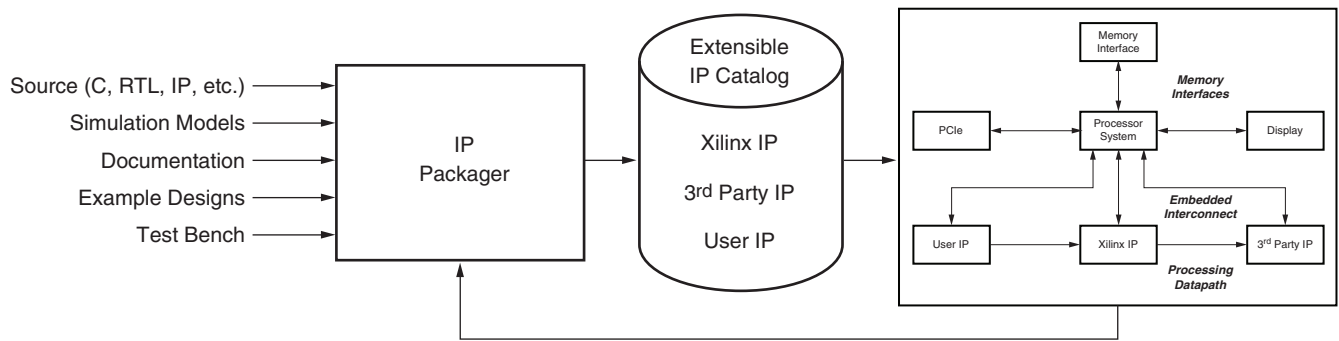 Source (C, RTL, IP, etc.)
Simulation Models
Documentation
Example Designs
Test Bench
IP
Packager
Extensible
IP Catalog
Xilinx IP
3rd Party IP
User IP
Memory
Interface
Memory
Interfaces
PCIe
Processor
System
Display
Embedded
Interconnect
User IP
Xilinx IP
3rd Party IP
Processing
Datapath